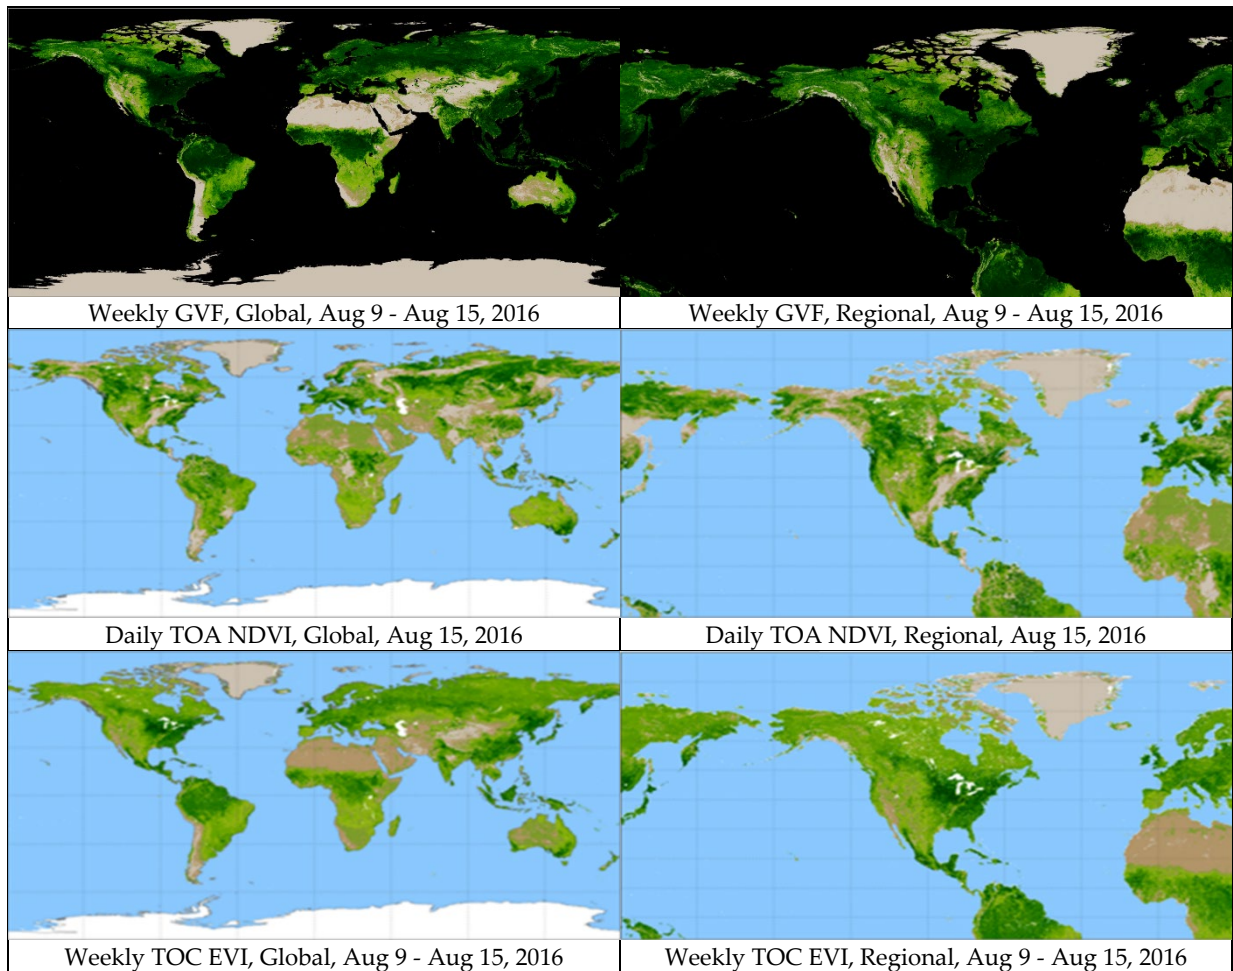 Weekly GVF, Global, Aug 9 - Aug 15, 2016
Weekly GVF, Regional, Aug 9 - Aug 15, 2016
Daily TOA NDVI, Global, Aug 15, 2016
Daily TOA NDVI, Regional, Aug 15, 2016
Weekly TOC EVI, Global, Aug 9 - Aug 15, 2016
Weekly TOC EVI, Regional, Aug 9 - Aug 15, 2016